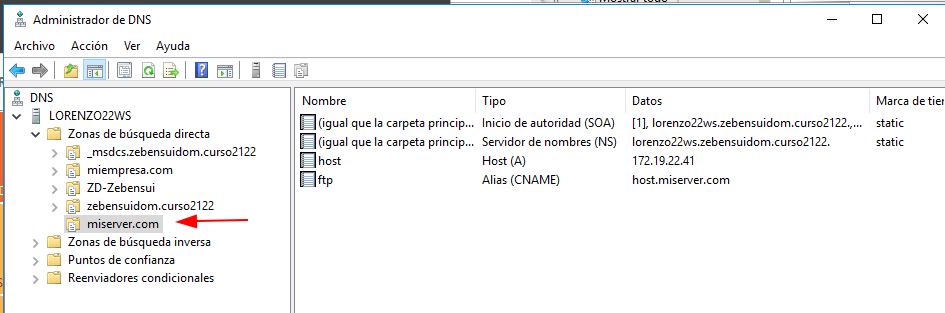 Mostrar todo
Administrador de DNS
Archivo Acción Ver Ayuda
DNS
LORENZO22WS
Zonas de búsqueda directa
_msdcs.zebensuidom.curso2122
miempresa.com
ZD-Zebensui
zebensuidom.curso2122
miserver.com
Zonas de búsqueda inversa
Puntos de confianza
Reenviadores condicionales
Nombre Tipo Datos Marca de tien
(igual que la carpeta princip... Inicio de autoridad (SOA) [1], lorenzo22ws.zebensuidom.curso2122.,... static
(igual que la carpeta princip... Servidor de nombres (NS) lorenzo22ws.zebensuidom.curso2122. static
host Host (A) 172.19.22.41
ftp Alias (CNAME) host.miserver.com